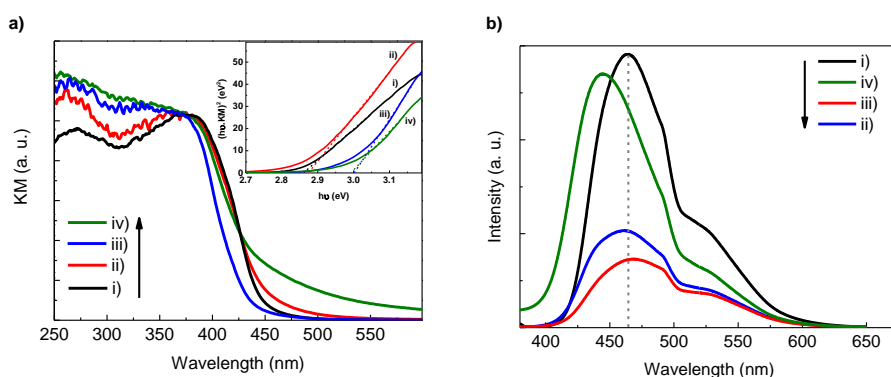 a)
KM (a. u.)
250 300 350 400 450 500 550
Wavelength (nm)
iv)
iii)
ii)
i)
(hυ.KM)² (eV²)
50
40
30
20
10
0
2.7 2.8 2.9 3.0 3.1
hυ (eV)
ii)
i)
iii)
iv)
b)
Intensity (a. u.)
400 450 500 550 600 650
Wavelength (nm)
i)
iv)
iii)
ii)